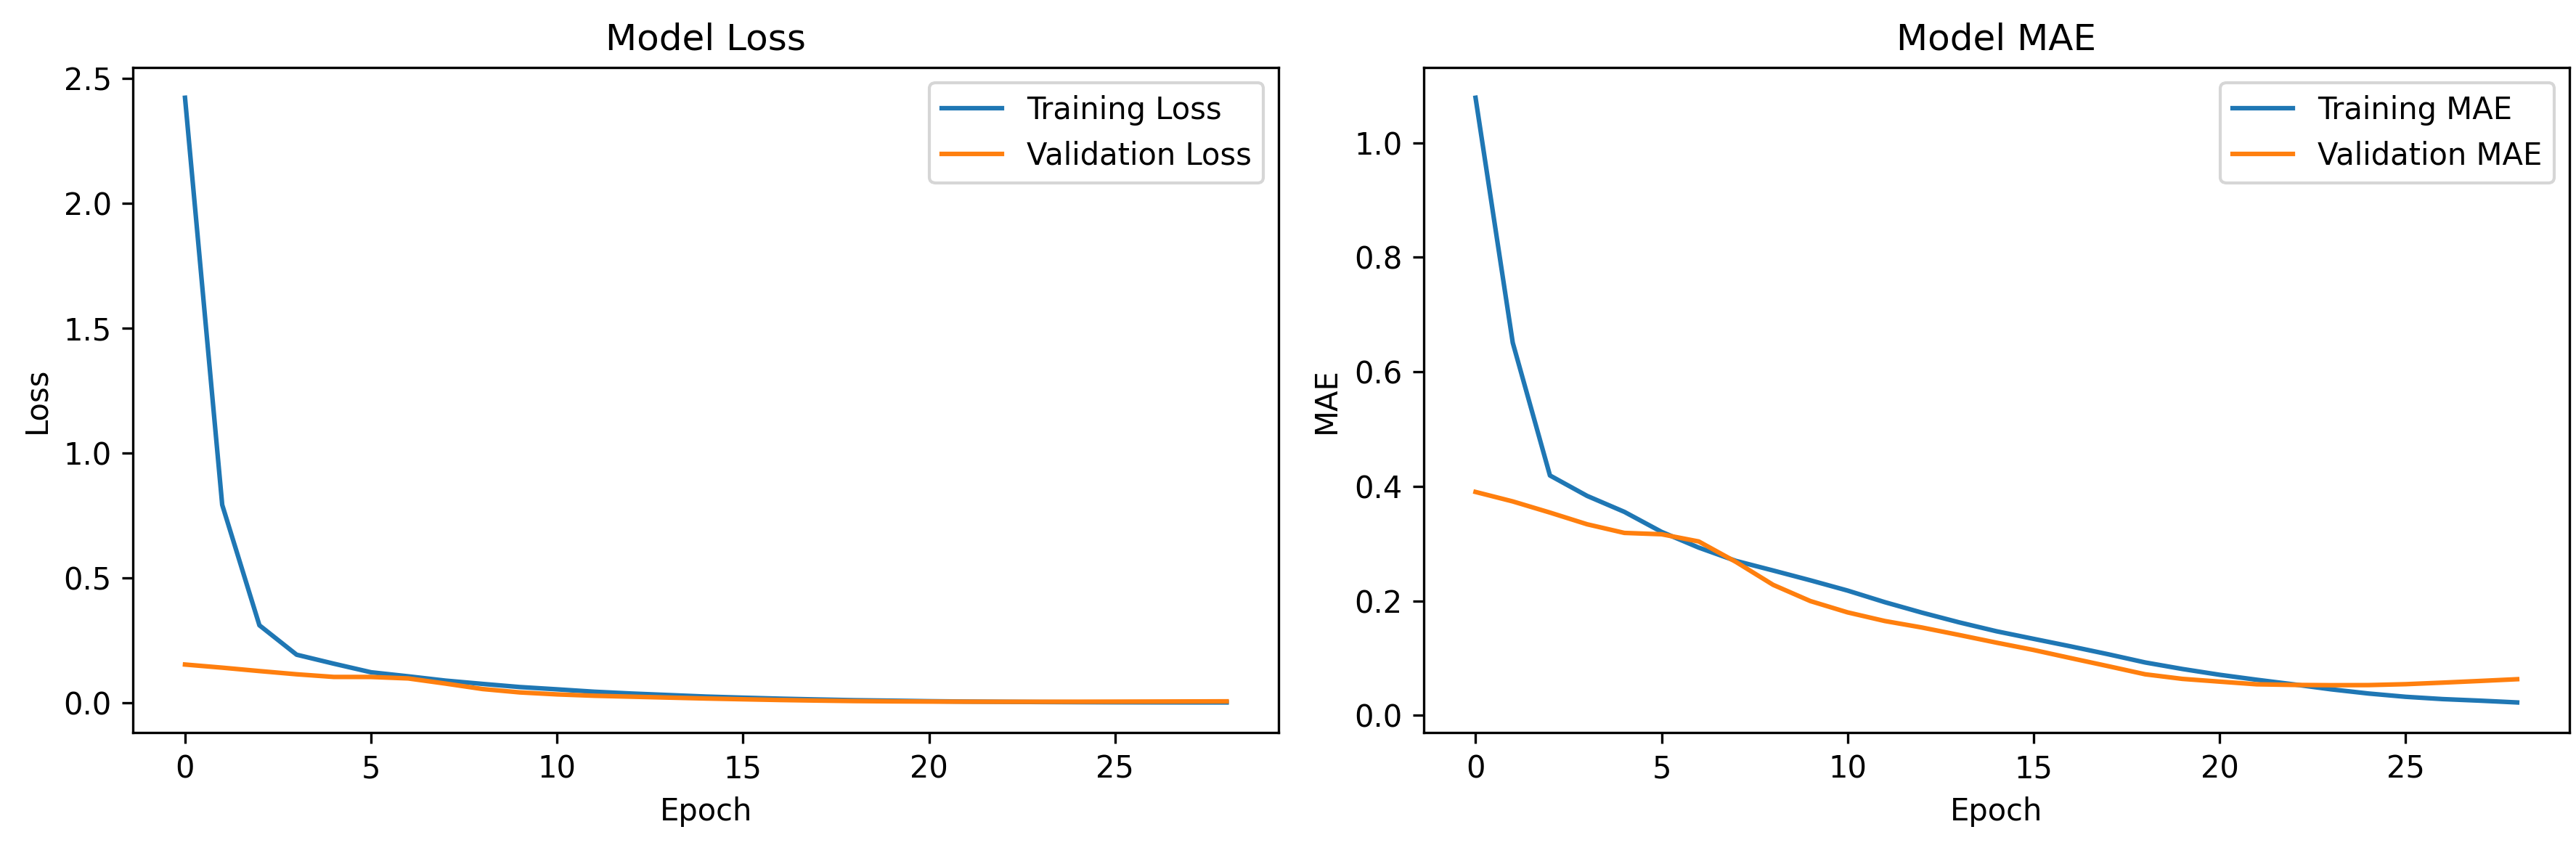 Model Loss
2.5
2.0
1.5
1.0
0.5
0.0
Loss
0
5
10
15
20
25
Epoch
Training Loss
Validation Loss
Model MAE
1.0
0.8
0.6
0.4
0.2
0.0
MAE
0
5
10
15
20
25
Epoch
Training MAE
Validation MAE